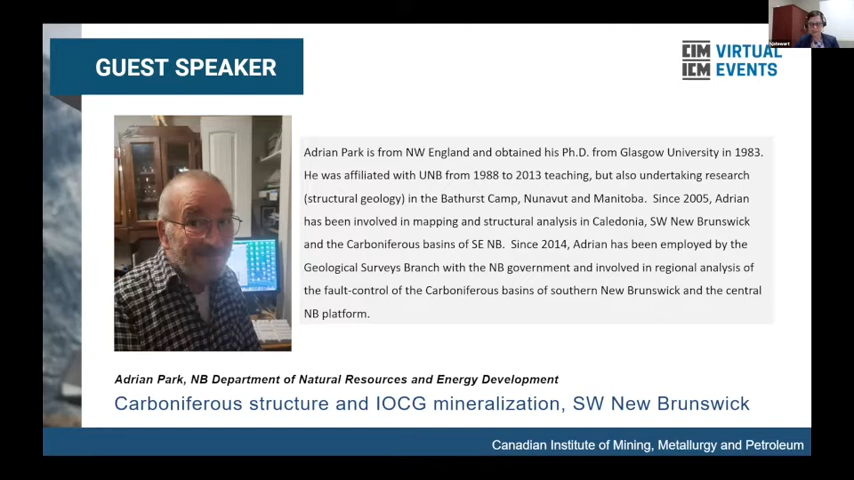 GUEST SPEAKER
CIM
ICM
VIRTUAL
EVENTS
Adrian Park is from NW England and obtained his Ph.D. from Glasgow University in 1983.
He was affiliated with UNB from 1988 to 2013 teaching, but also undertaking research
(structural geology) in the Bathurst Camp, Nunavut and Manitoba. Since 2005, Adrian
has been involved in mapping and structural analysis in Caledonia, SW New Brunswick
and the Carboniferous basins of SE NB. Since 2014, Adrian has been employed by the
Geological Surveys Branch with the NB government and involved in regional analysis of
the fault-control of the Carboniferous basins of southern New Brunswick and the central
NB platform.
Adrian Park, NB Department of Natural Resources and Energy Development
Carboniferous structure and IOCG mineralization, SW New Brunswick
Canadian Institute of Mining, Metallurgy and Petroleum